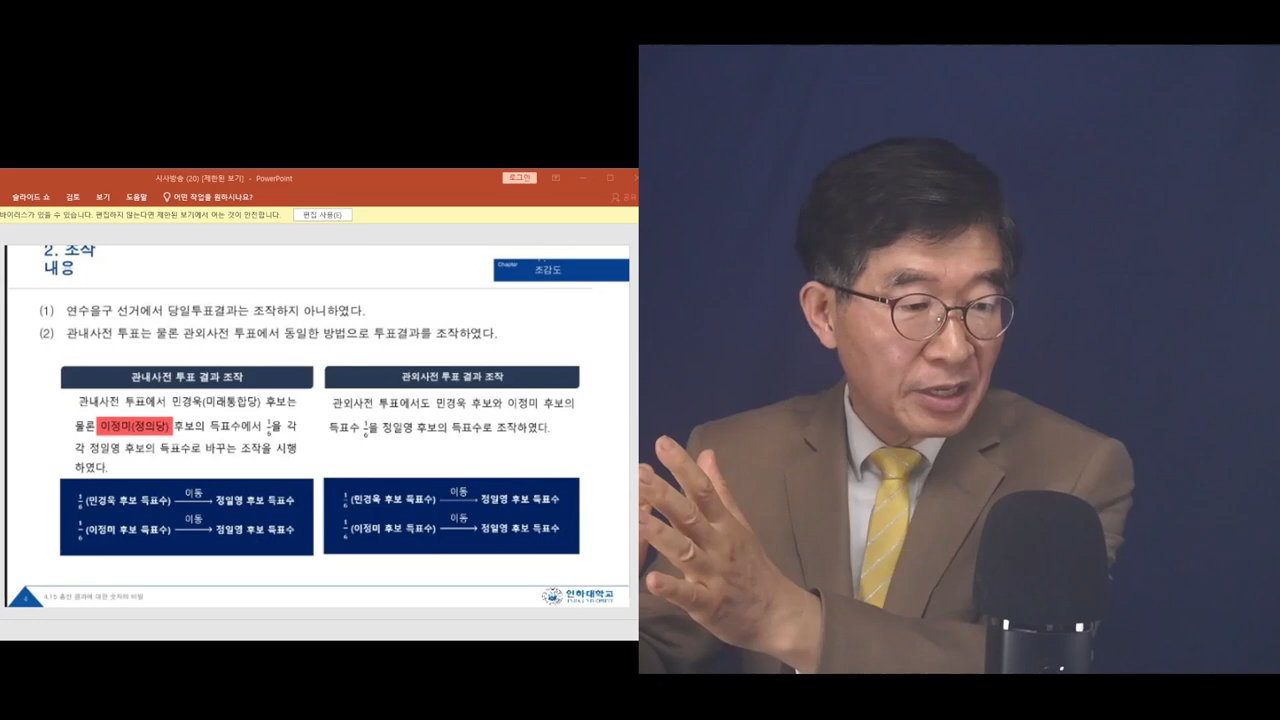 시사방송 (20) [제한된 보기] - PowerPoint
로그인
슬라이드 쇼 검토 보기 도움말 어떤 작업을 원하시나요?
공유
바이러스가 있을 수 있습니다. 편집하지 않는다면 제한된 보기에서 여는 것이 안전합니다. 편집 사용(E)
2. 조작
내용
Chapter
조감도
(1) 연수을구 선거에서 당일투표결과는 조작하지 아니하였다.
(2) 관내사전 투표는 물론 관외사전 투표에서 동일한 방법으로 투표결과를 조작하였다.
관내사전 투표 결과 조작
관내사전 투표에서 민경욱(미래통합당) 후보는
물론 이정미(정의당) 후보의 득표수에서 1/6을 각
각 정일영 후보의 득표수로 바꾸는 조작을 시행
하였다.
1/6 (민경욱 후보 득표수) 이동 → 정일영 후보 득표수
1/6 (이정미 후보 득표수) 이동 → 정일영 후보 득표수
관외사전 투표 결과 조작
관외사전 투표에서도 민경욱 후보와 이정미 후보의
득표수 1/6을 정일영 후보의 득표수로 조작하였다.
1/6 (민경욱 후보 득표수) 이동 → 정일영 후보 득표수
1/6 (이정미 후보 득표수) 이동 → 정일영 후보 득표수
4
4.15 총선 결과에 대한 숫자의 비밀
인하대학교
INHA UNIVERSITY